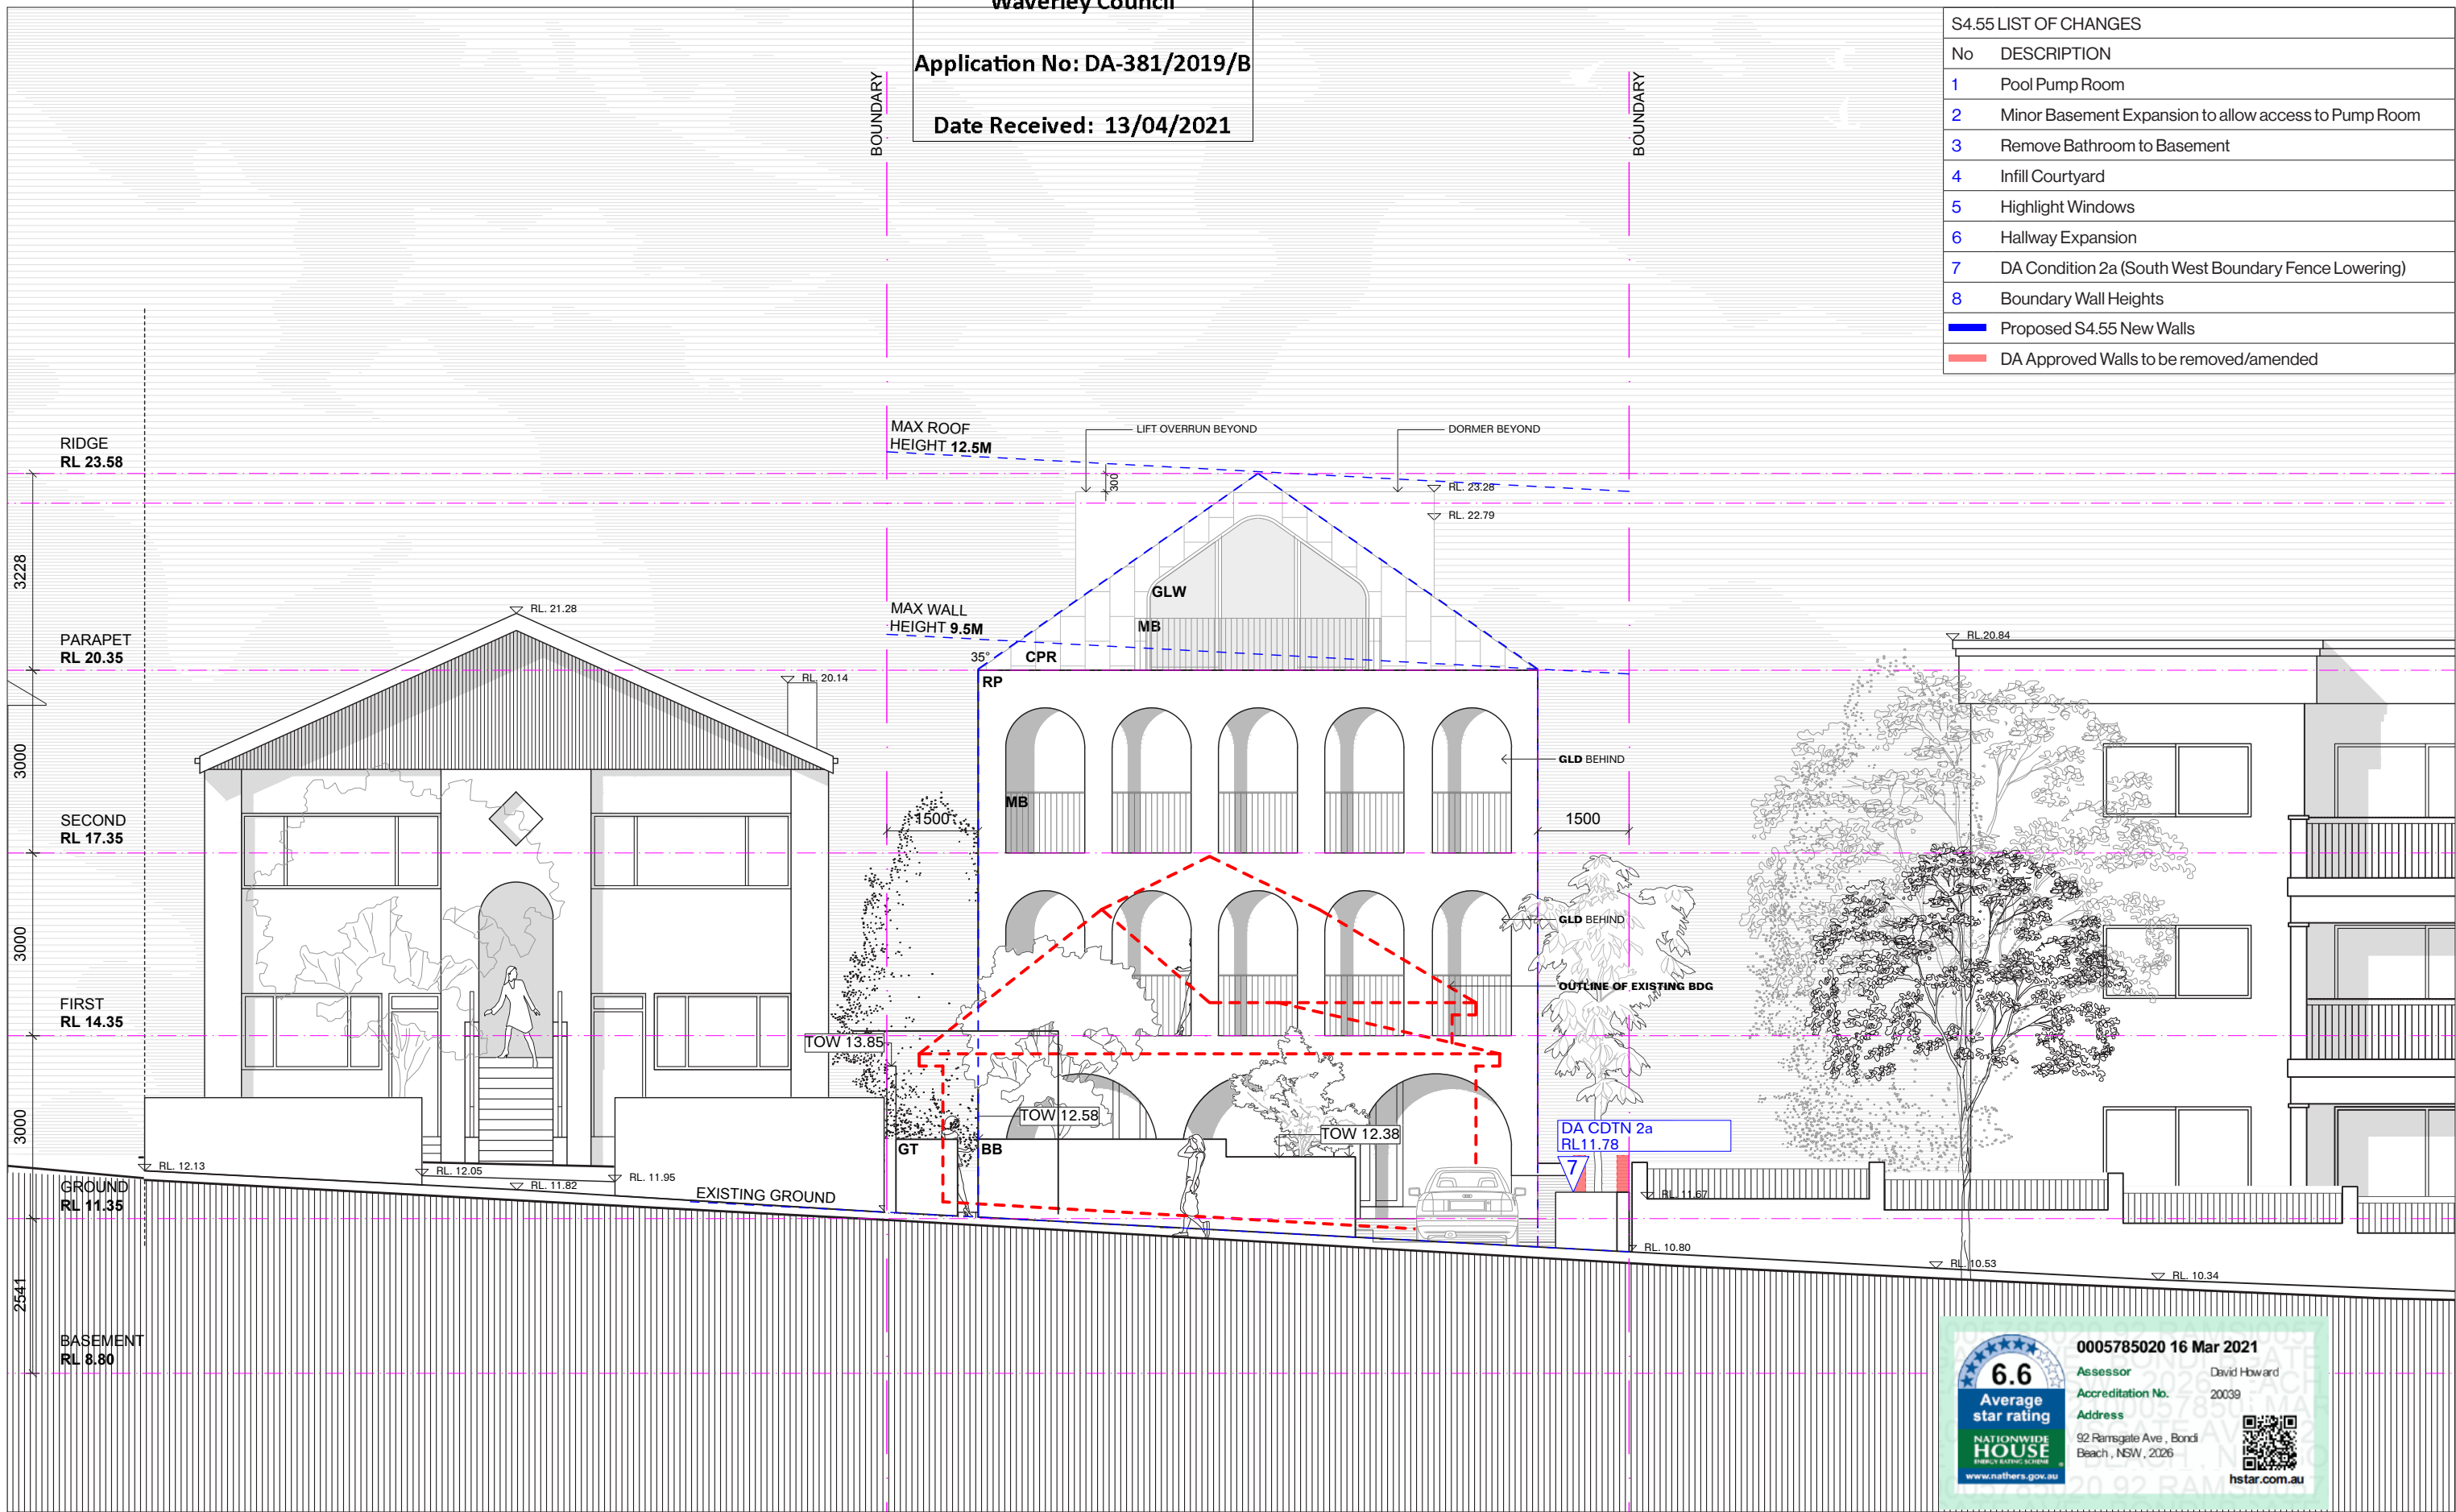 Waverley Council
Application No: DA-381/2019/B
Date Received: 13/04/2021
S4.55 LIST OF CHANGES
No DESCRIPTION
1 Pool Pump Room
2 Minor Basement Expansion to allow access to Pump Room
3 Remove Bathroom to Basement
4 Infill Courtyard
5 Highlight Windows
6 Hallway Expansion
7 DA Condition 2a (South West Boundary Fence Lowering)
8 Boundary Wall Heights
Proposed S4.55 New Walls
DA Approved Walls to be removed/amended
BOUNDARY
BOUNDARY
RIDGE
RL 23.58
3228
PARAPET
RL 20.35
3000
SECOND
RL 17.35
3000
FIRST
RL 14.35
3000
GROUND
RL 11.35
2541
BASEMENT
RL 8.80
MAX ROOF
HEIGHT 12.5M
LIFT OVERRUN BEYOND
DORMER BEYOND
300
RL. 23.28
RL. 22.79
GLW
MB
MAX WALL
HEIGHT 9.5M
35°
CPR
RP
RL. 21.28
RL. 20.14
RL.20.84
GLD BEHIND
MB
1500
1500
GLD BEHIND
OUTLINE OF EXISTING BDG
TOW 13.85
TOW 12.58
TOW 12.38
DA CDTN 2a
RL11.78
7
GT
BB
RL. 12.13
RL. 12.05
RL. 11.95
RL. 11.82
EXISTING GROUND
RL. 11.67
RL. 10.80
RL. 10.53
RL. 10.34
6.6
Average
star rating
NATIONWIDE
HOUSE
ENERGY RATING SCHEME
www.nathers.gov.au
0005785020 16 Mar 2021
Assessor David Howard
Accreditation No. 20039
Address
92 Ramsgate Ave , Bondi
Beach , NSW , 2026
hstar.com.au